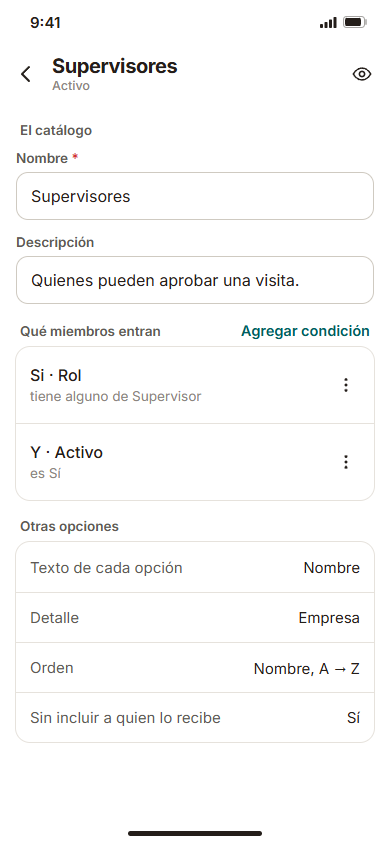 9:41
Supervisores
Activo
El catálogo
Nombre *
Supervisores
Descripción
Quienes pueden aprobar una visita.
Qué miembros entran
Agregar condición
Si · Rol
tiene alguno de Supervisor
Y · Activo
es Sí
Otras opciones
Texto de cada opción
Nombre
Detalle
Empresa
Orden
Nombre, A → Z
Sin incluir a quien lo recibe
Sí